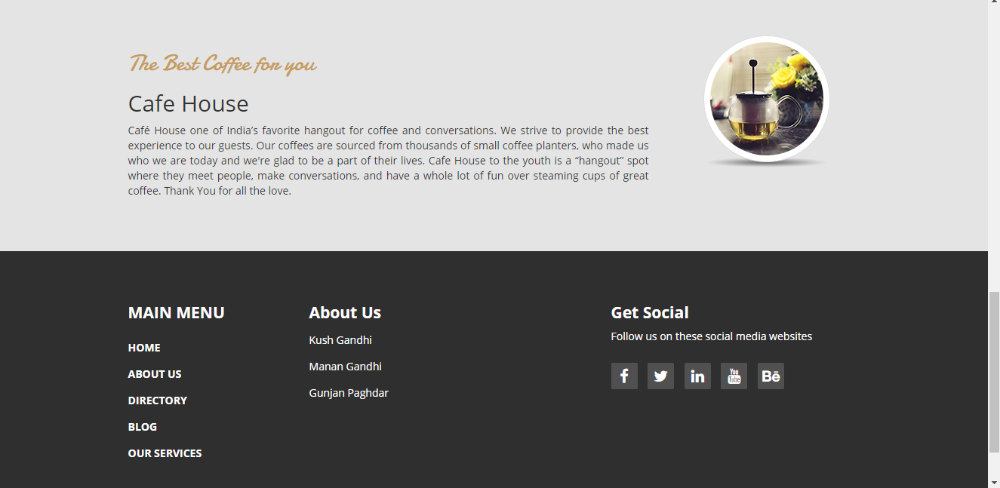 The Best Coffee for you
Cafe House
Café House one of India’s favorite hangout for coffee and conversations. We strive to provide the best
experience to our guests. Our coffees are sourced from thousands of small coffee planters, who made us
who we are today and we're glad to be a part of their lives. Cafe House to the youth is a “hangout” spot
where they meet people, make conversations, and have a whole lot of fun over steaming cups of great
coffee. Thank You for all the love.
MAIN MENU
HOME
ABOUT US
DIRECTORY
BLOG
OUR SERVICES
About Us
Kush Gandhi
Manan Gandhi
Gunjan Paghdar
Get Social
Follow us on these social media websites
f
in
You
Tube
Bē